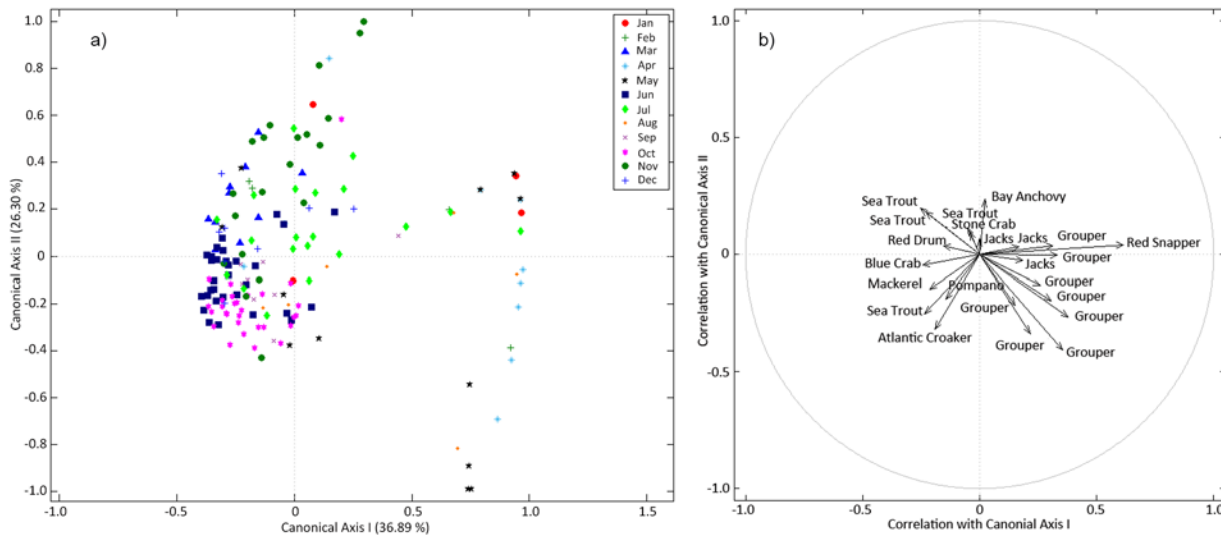 a)
1.0
0.8
0.6
0.4
0.2
0
-0.2
-0.4
-0.6
-0.8
-1.0
Canonical Axis II (26.30 %)
-1.0
-0.5
0
0.5
1.0
1.5
Canonical Axis I (36.89 %)
Jan
Feb
Mar
Apr
May
Jun
Jul
Aug
Sep
Oct
Nov
Dec
b)
1.0
0.5
0.0
-0.5
-1.0
Correlation with Canonical Axis II
Bay Anchovy
Sea Trout
Sea Trout
Sea Trout
Stone Crab
Red Drum
Jacks
Jacks
Grouper
Red Snapper
Blue Crab
Jacks
Grouper
Mackerel
Pompano
Grouper
Grouper
Sea Trout
Grouper
Grouper
Atlantic Croaker
Grouper
Grouper
-1.0
-0.5
0.0
0.5
1.0
Correlation with Canonial Axis I